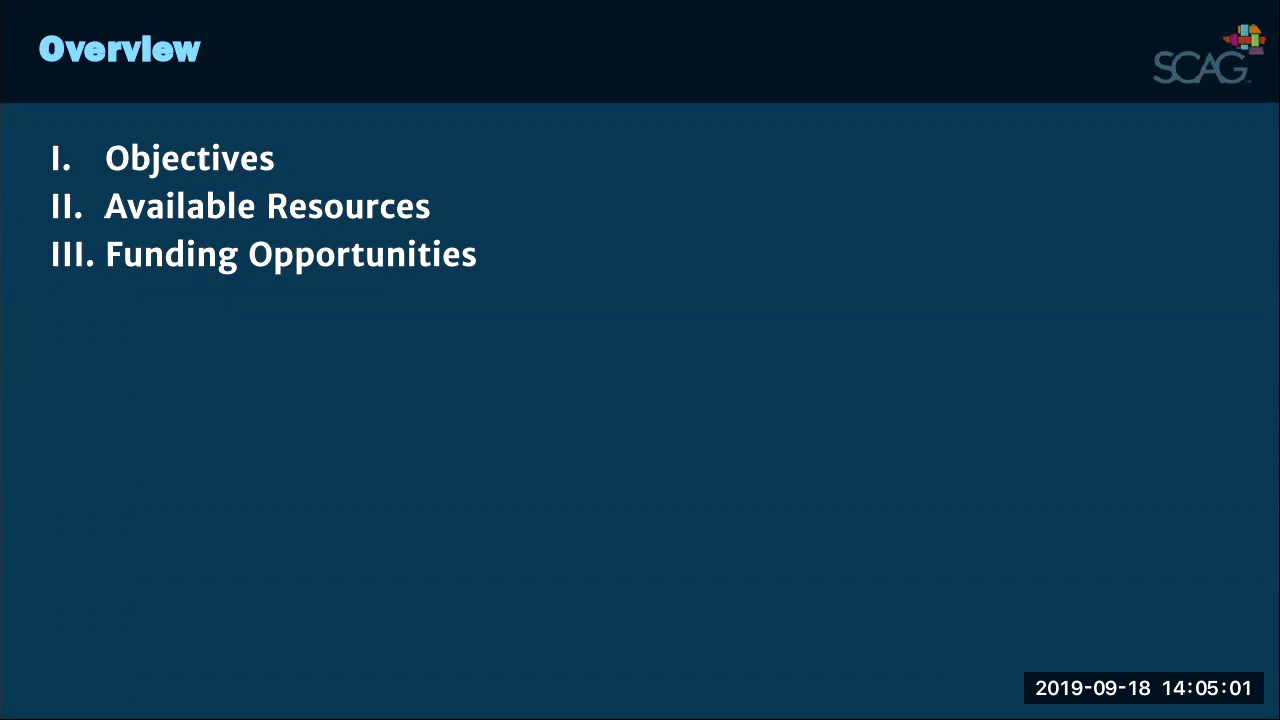 Overview
SCAG
I. Objectives
II. Available Resources
III. Funding Opportunities
2019-09-18 14:05:01